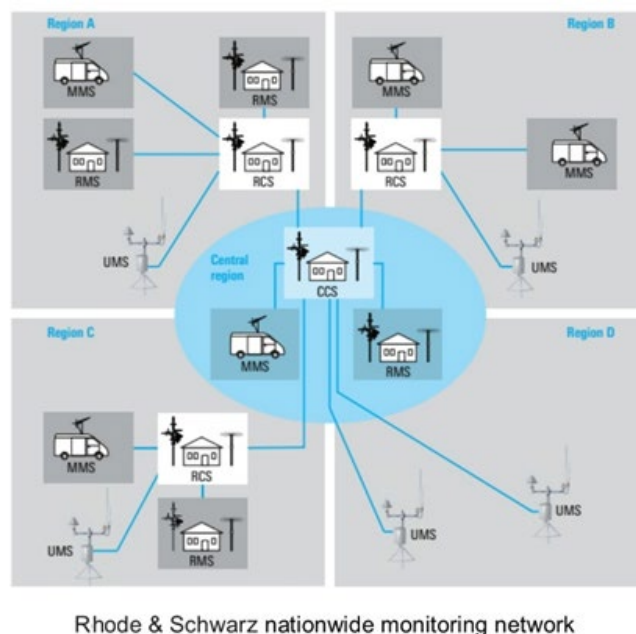 Region A
Region B
MMS
RMS
MMS
RMS
RCS
RCS
MMS
UMS
UMS
Central
region
CCS
MMS
RMS
Region C
Region D
MMS
RCS
UMS
RMS
UMS
UMS
Rhode & Schwarz nationwide monitoring network